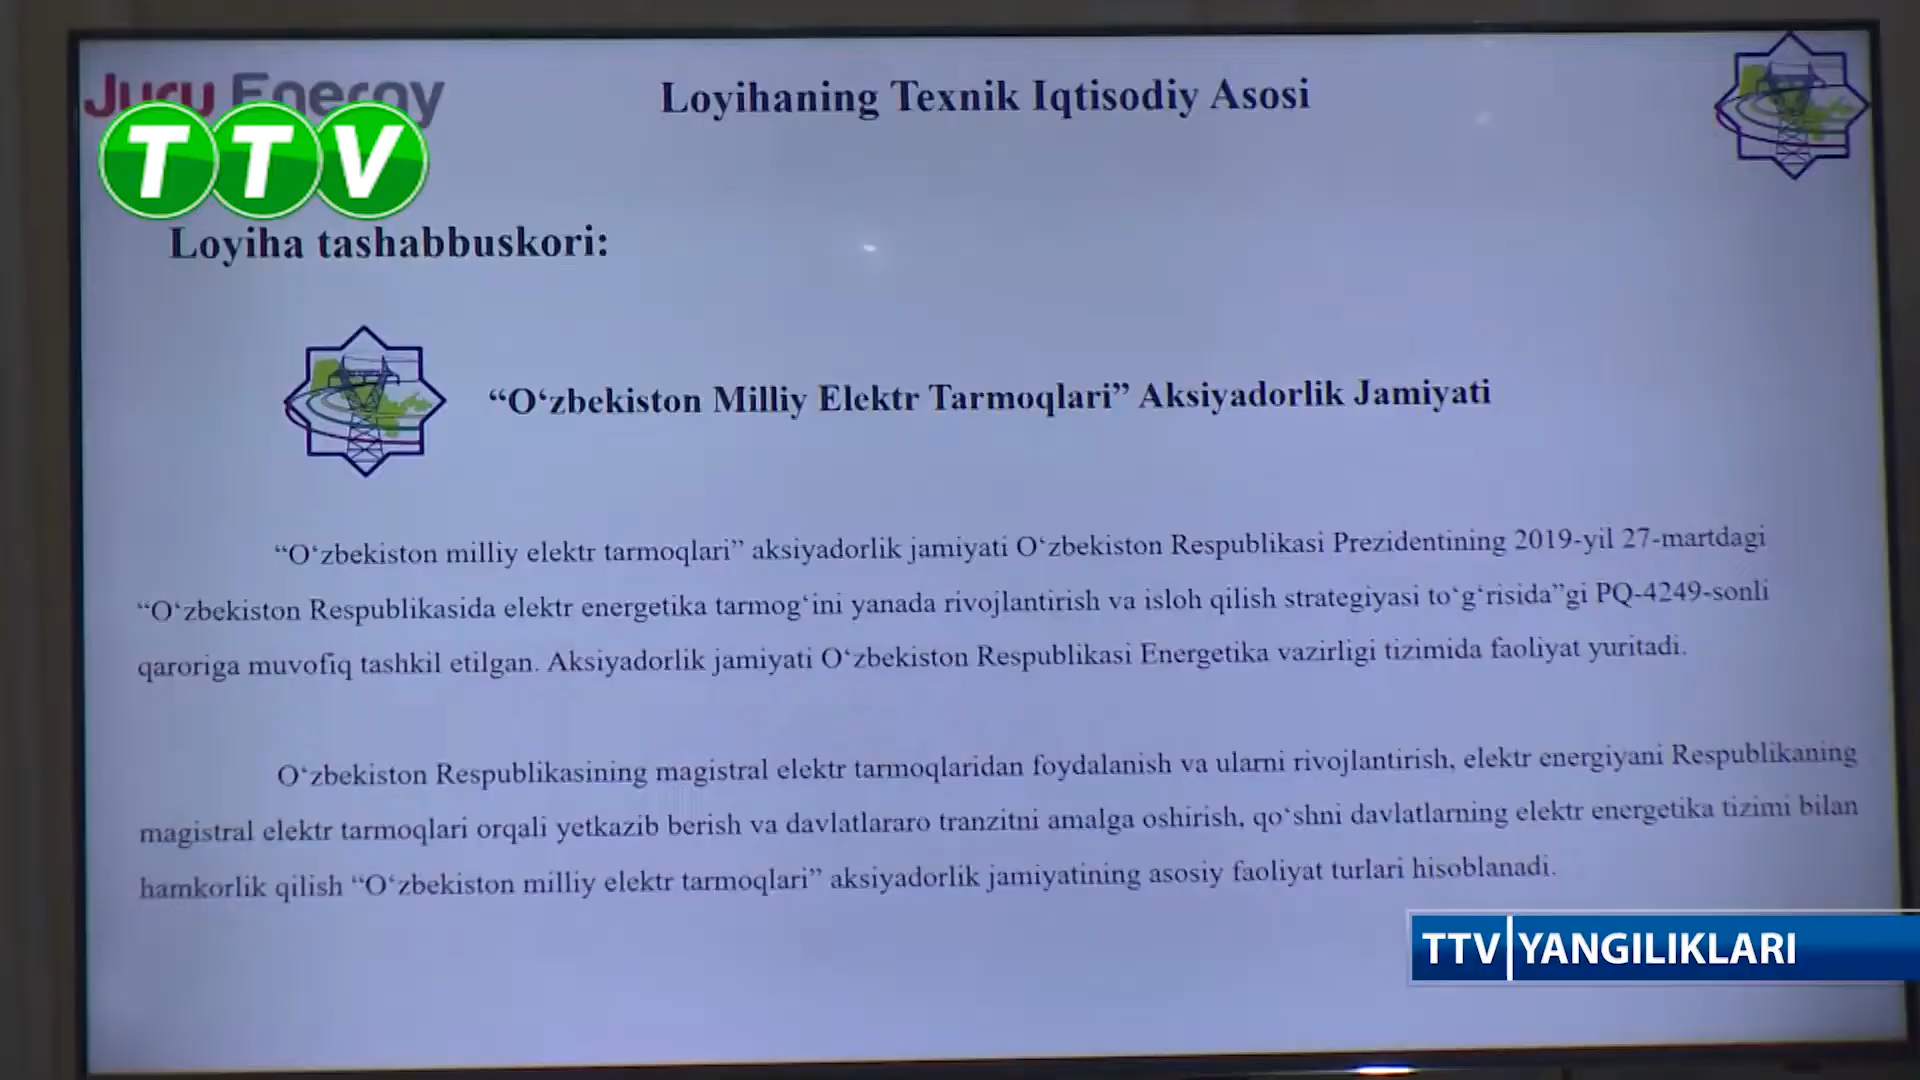 Juru Energy
Loyihaning Texnik Iqtisodiy Asosi
TTV
Loyiha tashabbuskori:
“O‘zbekiston Milliy Elektr Tarmoqlari” Aksiyadorlik Jamiyati
“O‘zbekiston milliy elektr tarmoqlari” aksiyadorlik jamiyati O‘zbekiston Respublikasi Prezidentining 2019-yil 27-martdagi
“O‘zbekiston Respublikasida elektr energetika tarmog‘ini yanada rivojlantirish va isloh qilish strategiyasi to‘g‘risida”gi PQ-4249-sonli
qaroriga muvofiq tashkil etilgan. Aksiyadorlik jamiyati O‘zbekiston Respublikasi Energetika vazirligi tizimida faoliyat yuritadi.
O‘zbekiston Respublikasining magistral elektr tarmoqlaridan foydalanish va ularni rivojlantirish, elektr energiyani Respublikaning
magistral elektr tarmoqlari orqali yetkazib berish va davlatlararo tranzitni amalga oshirish, qo‘shni davlatlarning elektr energetika tizimi bilan
hamkorlik qilish “O‘zbekiston milliy elektr tarmoqlari” aksiyadorlik jamiyatining asosiy faoliyat turlari hisoblanadi.
TTV YANGILIKLARI